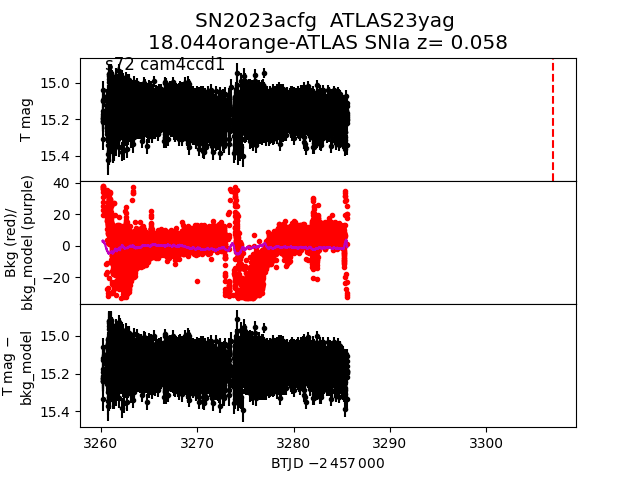 SN2023acfg ATLAS23yag
18.044orange-ATLAS SNIa z= 0.058
s72 cam4ccd1
T mag
15.0
15.2
15.4
Bkg (red)/
bkg_model (purple)
40
20
0
−20
T mag −
bkg_model
15.0
15.2
15.4
3260 3270 3280 3290 3300
BTJD −2 457 000